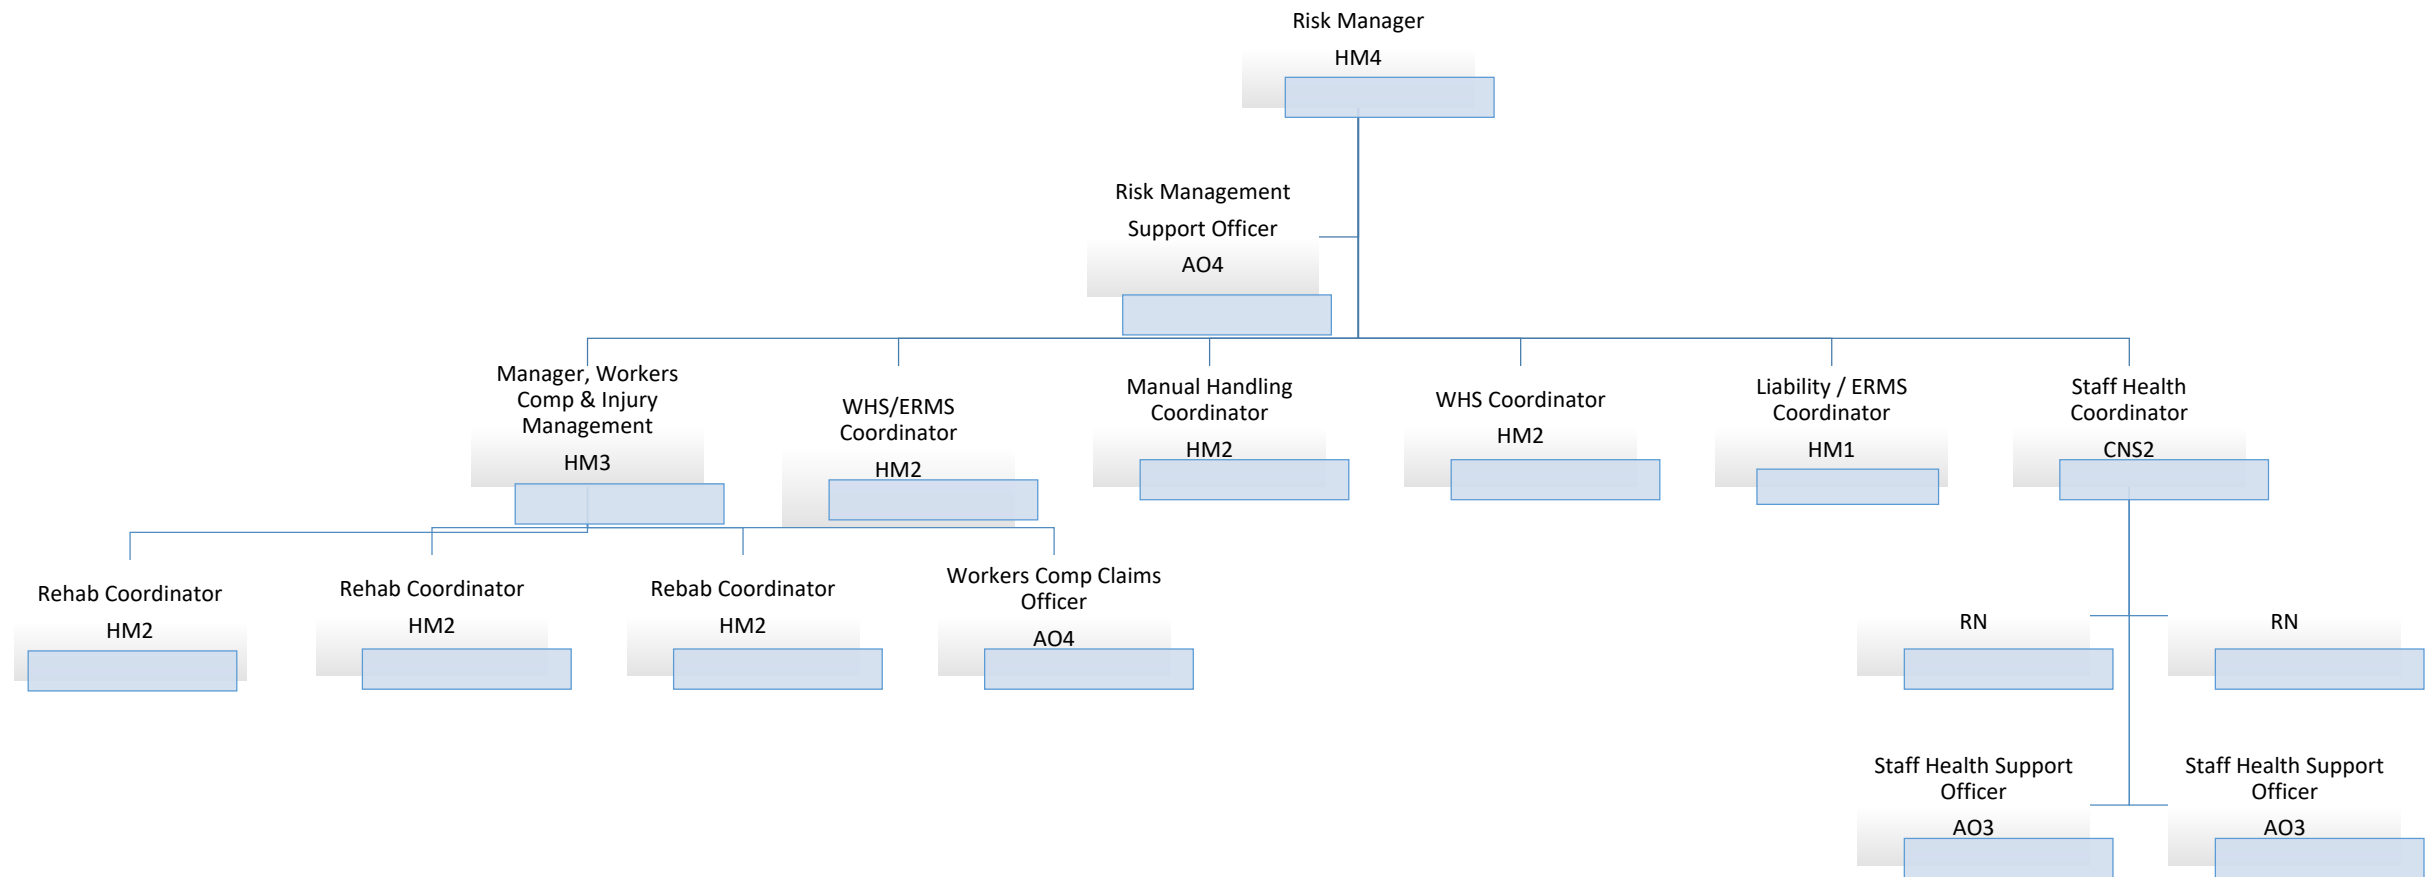 Risk Manager
HM4
Risk Management
Support Officer
AO4
Manager, Workers
Comp & Injury
Management
HM3
WHS/ERMS
Coordinator
HM2
Manual Handling
Coordinator
HM2
WHS Coordinator
HM2
Liability / ERMS
Coordinator
HM1
Staff Health
Coordinator
CNS2
Rehab Coordinator
HM2
Rehab Coordinator
HM2
Rebab Coordinator
HM2
Workers Comp Claims
Officer
AO4
RN
RN
Staff Health Support
Officer
AO3
Staff Health Support
Officer
AO3